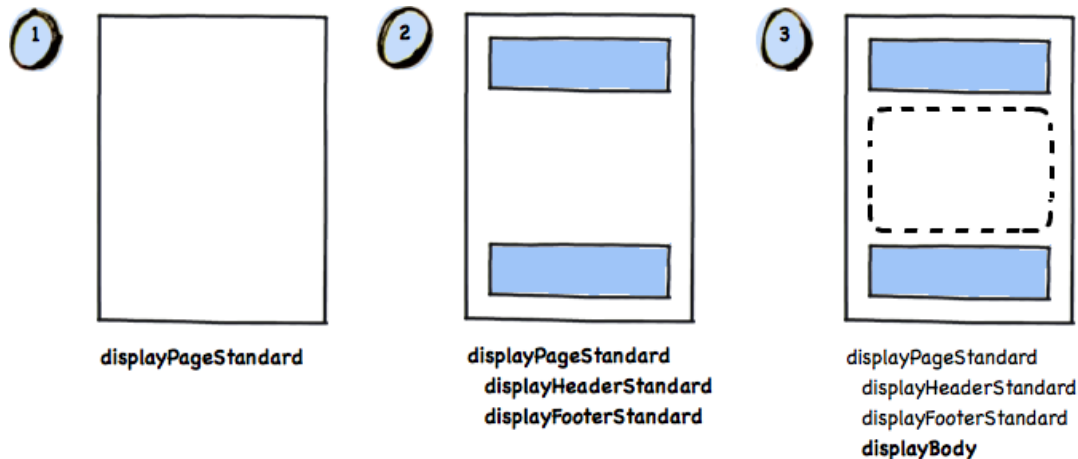 1
2
3
displayPageStandard
displayPageStandard
displayHeaderStandard
displayFooterStandard
displayPageStandard
displayHeaderStandard
displayFooterStandard
displayBody